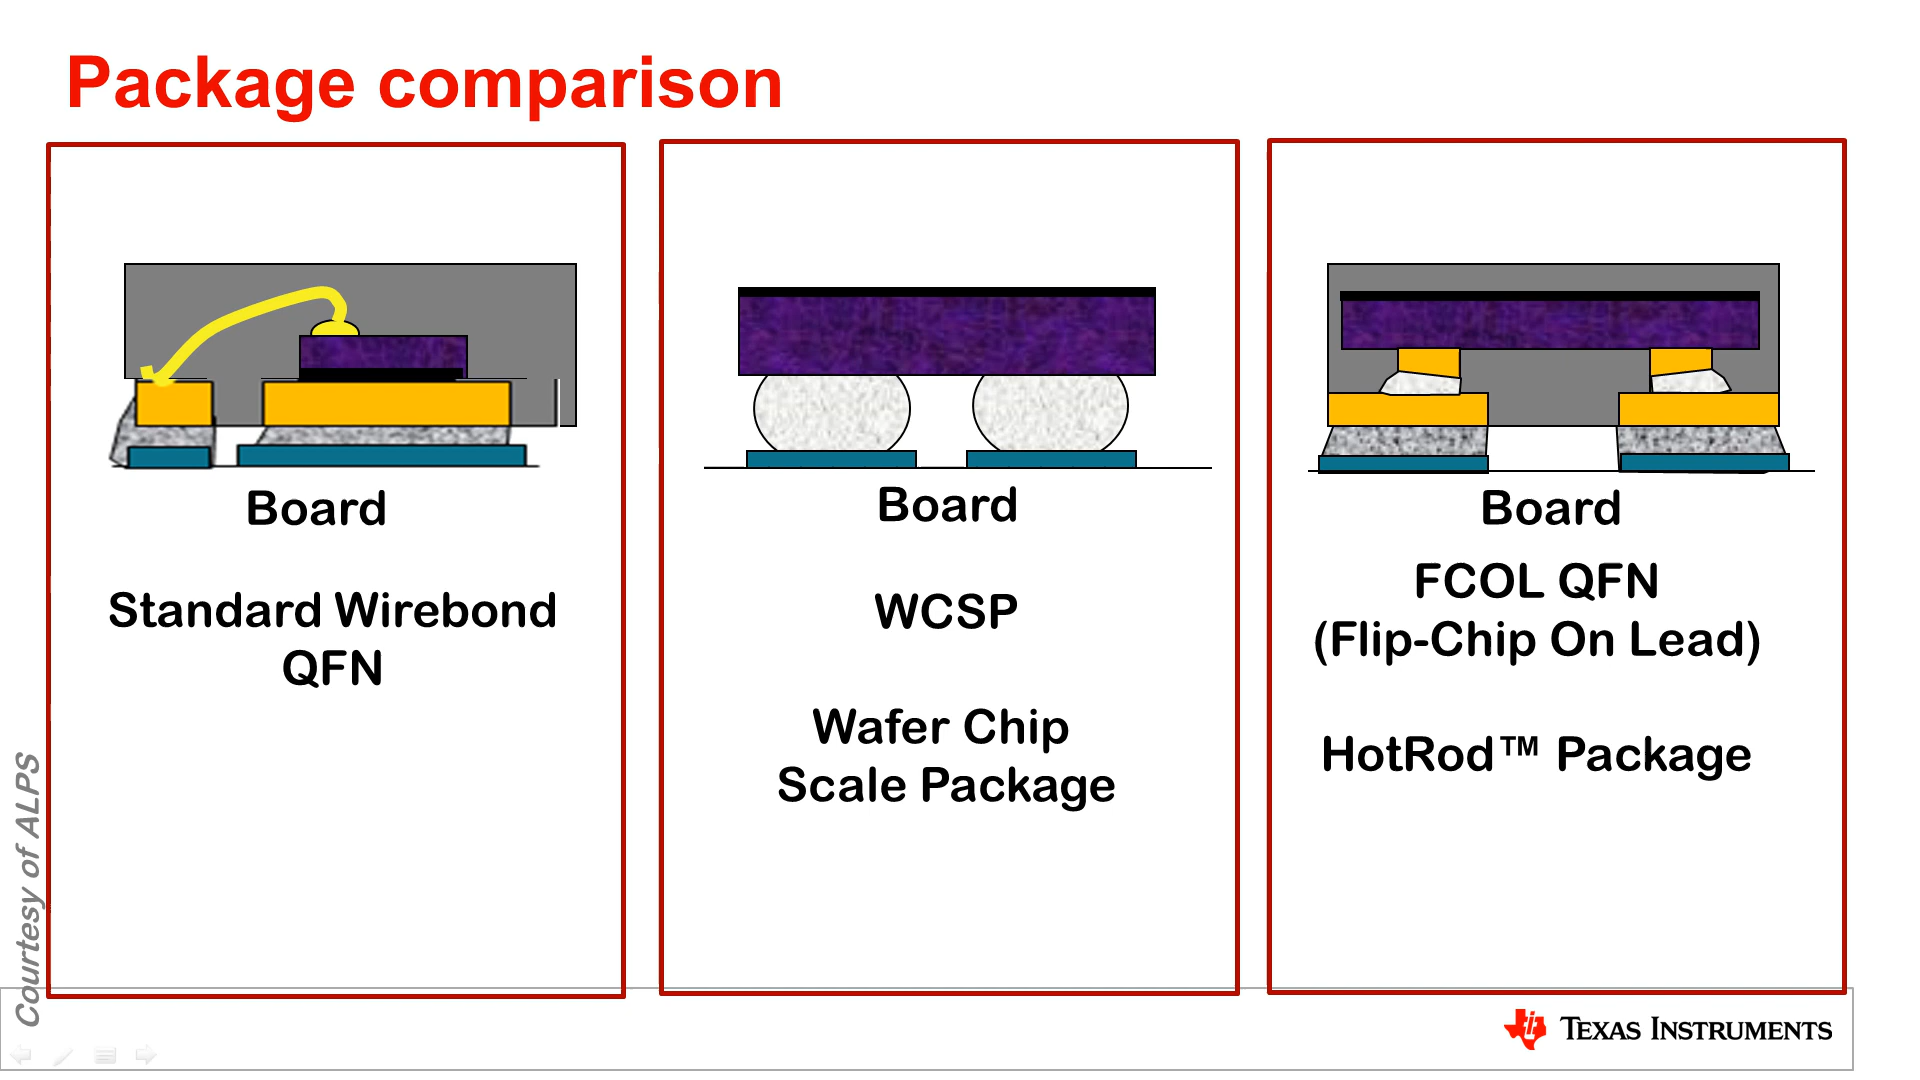 Package comparison
Board
Standard Wirebond
QFN
Board
WCSP
Wafer Chip
Scale Package
Board
FCOL QFN
(Flip-Chip On Lead)
HotRod™ Package
Courtesy of ALPS
TEXAS INSTRUMENTS